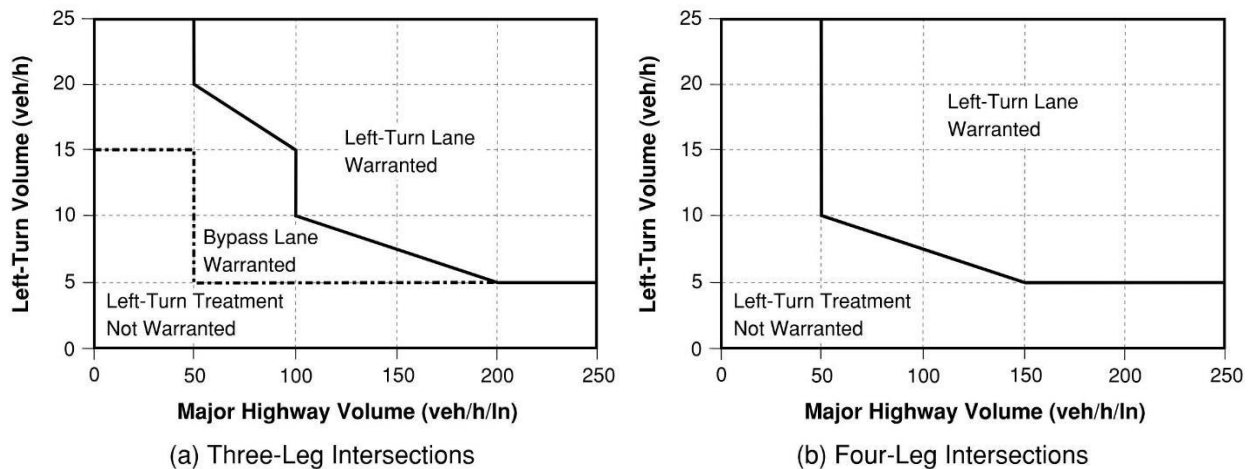 25
20
15
10
5
0
Left-Turn Volume (veh/h)
Left-Turn Lane
Warranted
Bypass Lane
Warranted
Left-Turn Treatment
Not Warranted
0 50 100 150 200 250
Major Highway Volume (veh/h/ln)
(a) Three-Leg Intersections
25
20
15
10
5
0
Left-Turn Volume (veh/h)
Left-Turn Lane
Warranted
Left-Turn Treatment
Not Warranted
0 50 100 150 200 250
Major Highway Volume (veh/h/ln)
(b) Four-Leg Intersections